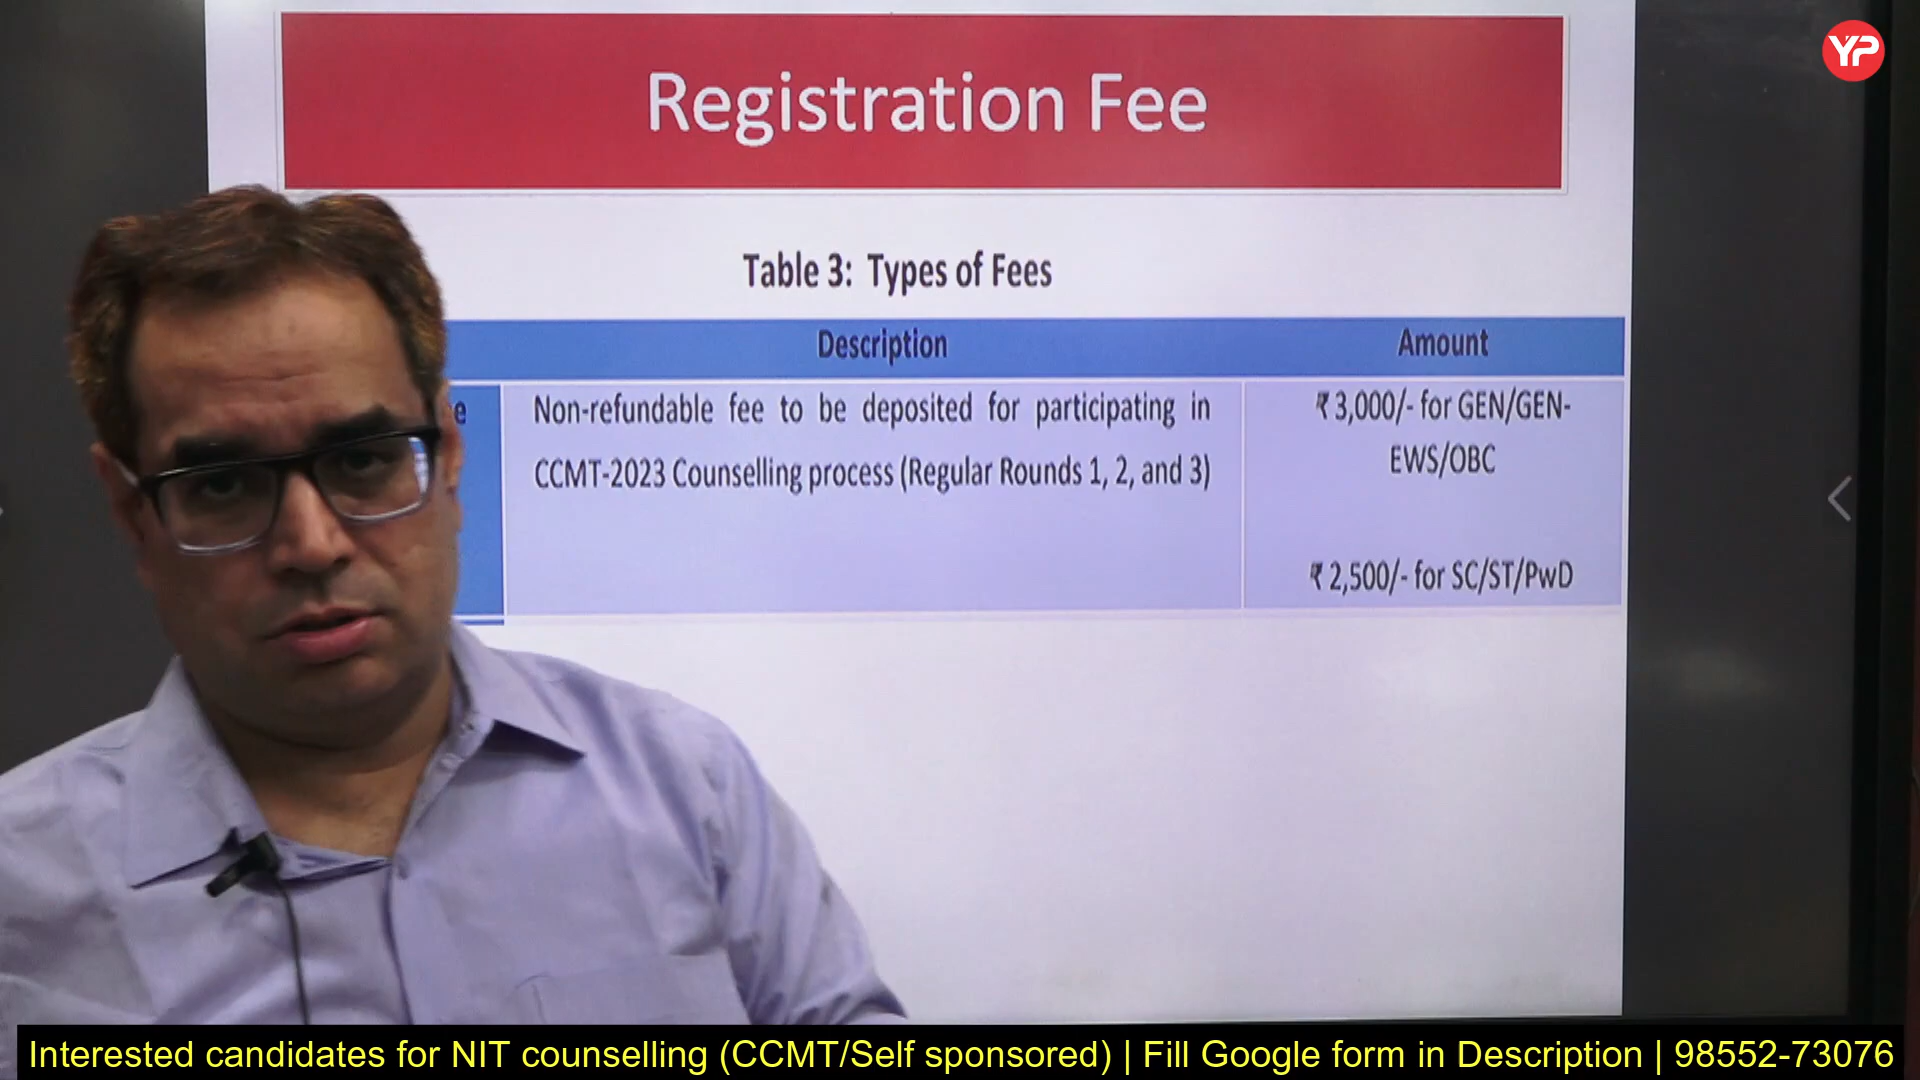 YP
Registration Fee
Table 3: Types of Fees
Description Amount
Non-refundable fee to be deposited for participating in
CCMT-2023 Counselling process (Regular Rounds 1, 2, and 3)
₹ 3,000/- for GEN/GEN-
EWS/OBC
₹ 2,500/- for SC/ST/PwD
Interested candidates for NIT counselling (CCMT/Self sponsored) | Fill Google form in Description | 98552-73076